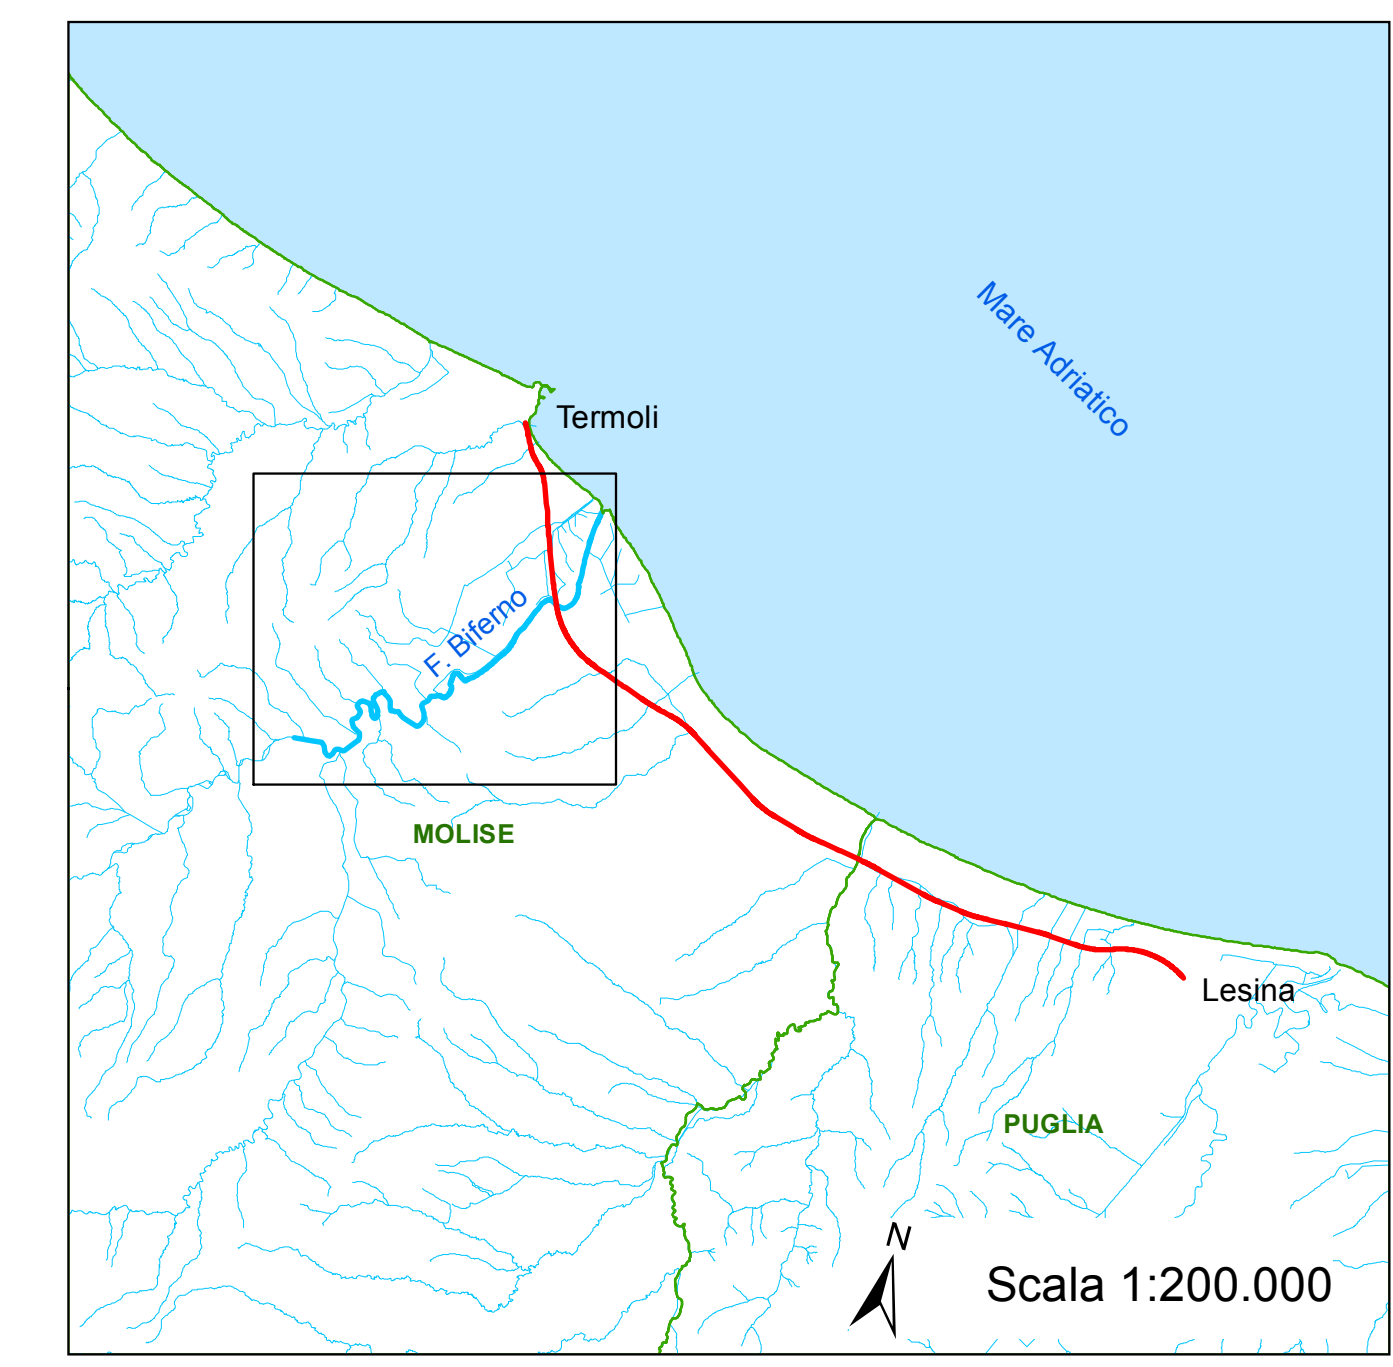 Mare Adriatico
Termoli
F. Biferno
MOLISE
Lesina
PUGLIA
N
Scala 1:200.000